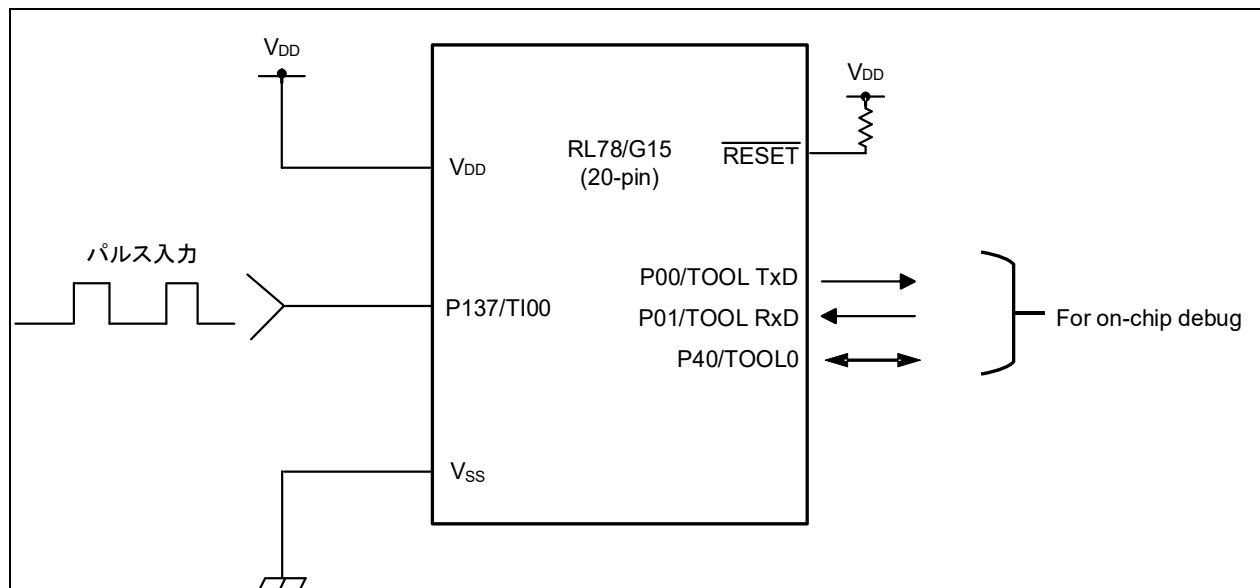 VDD
VDD
RL78/G15
(20-pin)
RESET
VDD
パルス入力
P137/TI00
P00/TOOL TxD
P01/TOOL RxD
P40/TOOL0
For on-chip debug
VSS